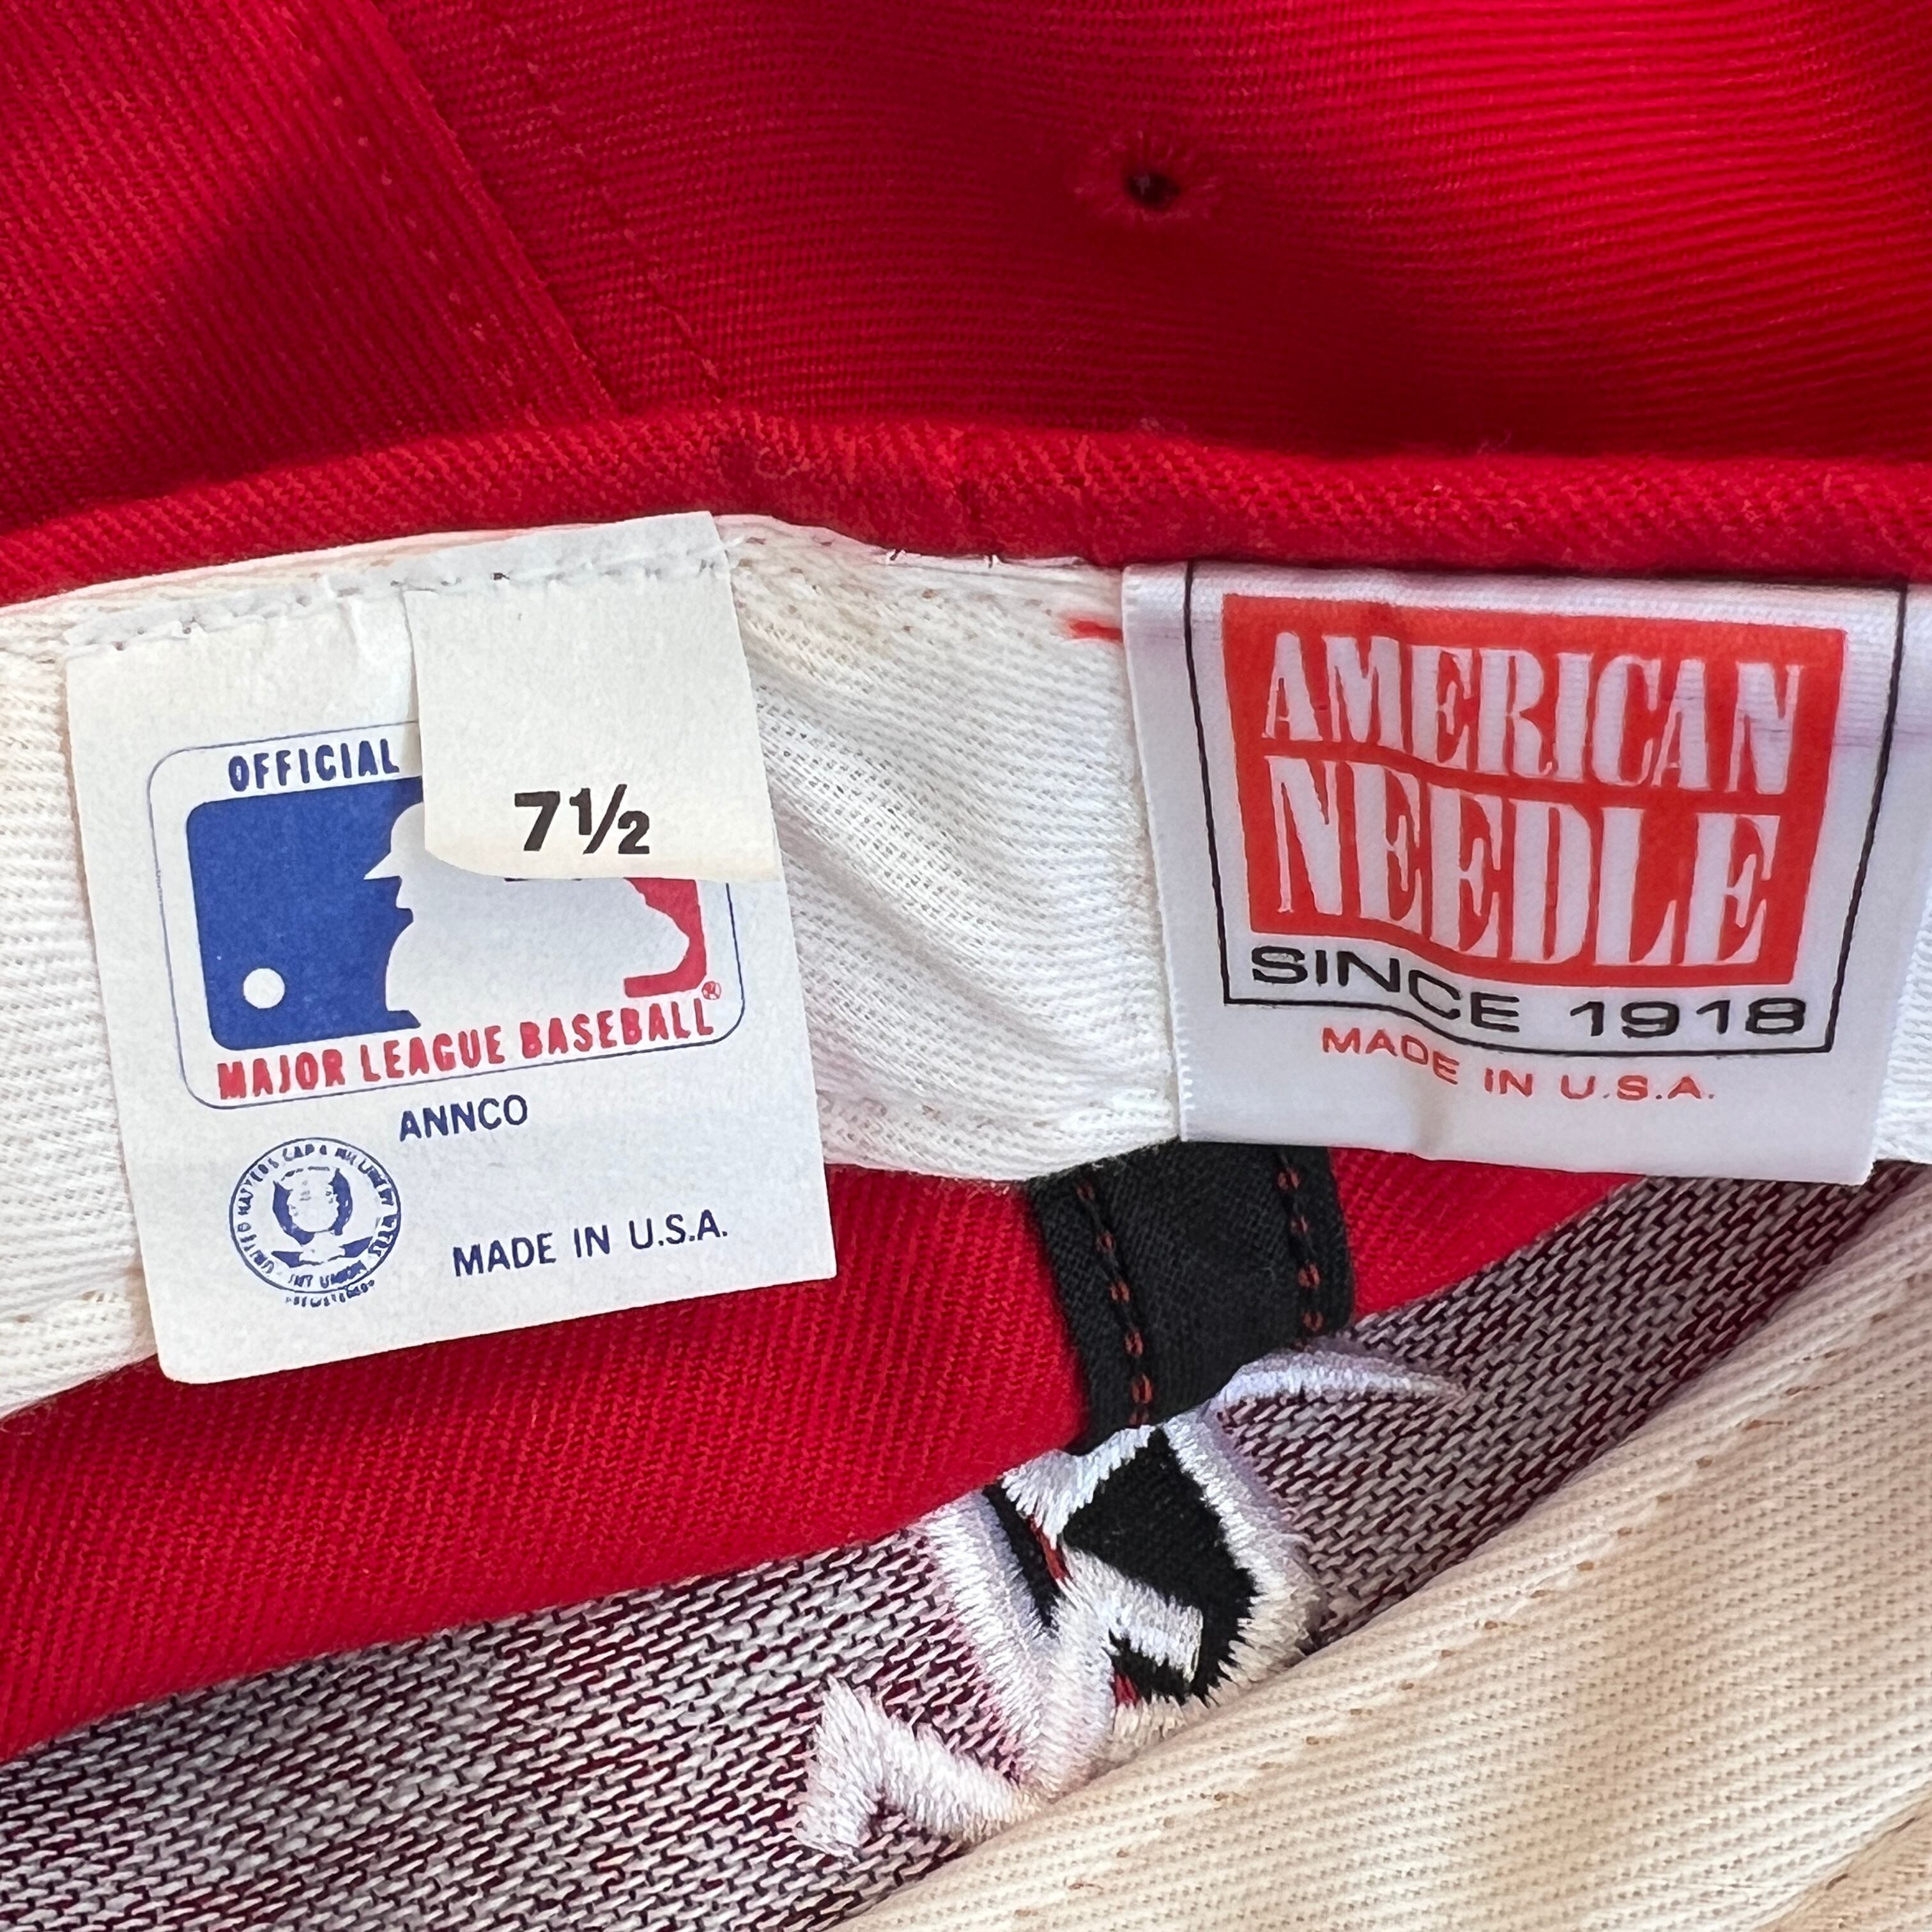 OFFICIAL
7½
MAJOR LEAGUE BASEBALL®
ANNCO
MADE IN U.S.A.
AMERICAN
NEEDLE
SINCE 1918
MADE IN U.S.A.